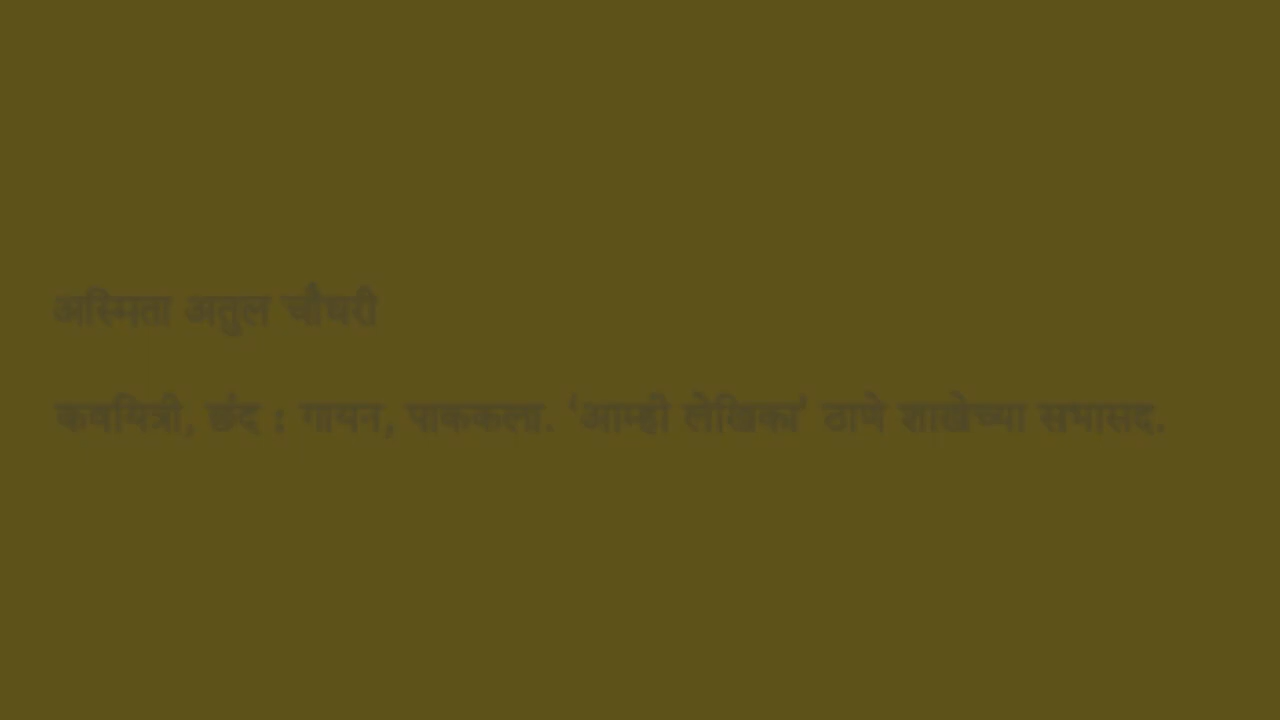 अस्मिता अतुल चौधरी
कवयित्री, छंद : गायन, पाककला. 'आम्ही लेखिका' ठाणे शाखेच्या सभासद.